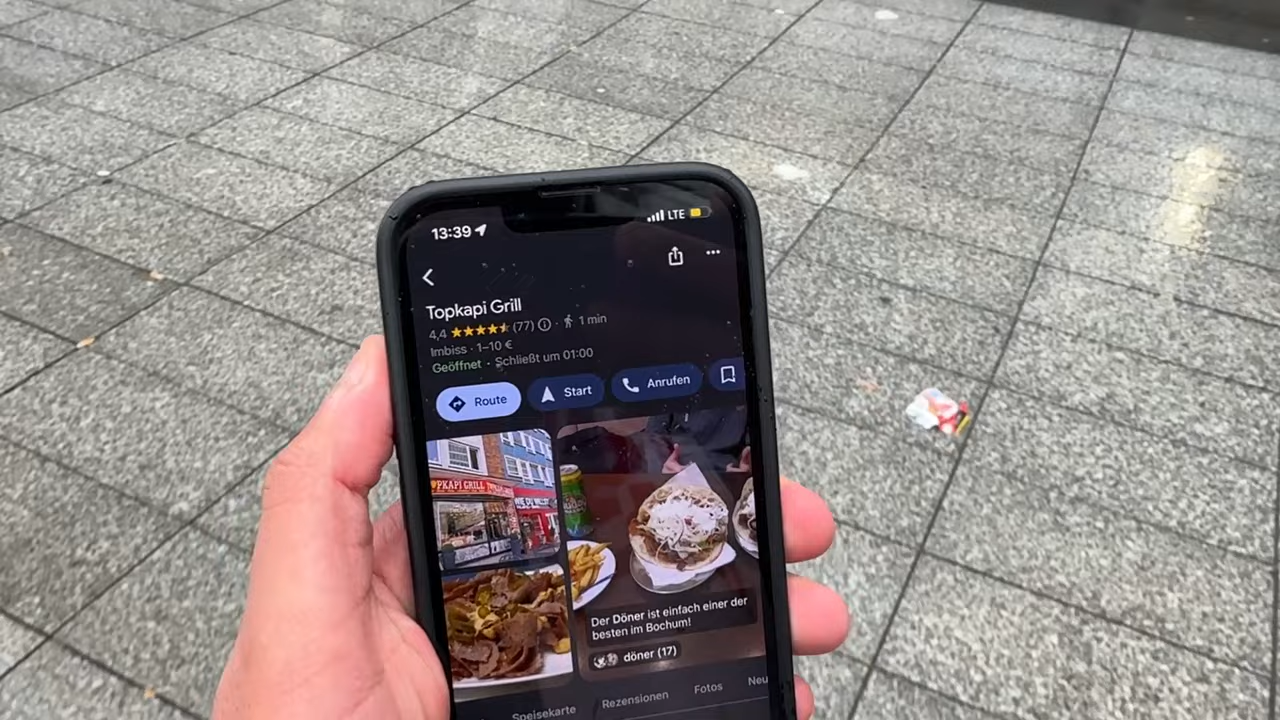 13:39
LTE
Topkapi Grill
4,4 (77) · 1 min
Imbiss · 1–10 €
Geöffnet · Schließt um 01:00
Route
Start
Anrufen
PKAPI GRILL
Der Döner ist einfach einer der
besten im Bochum!
döner (17)
Speisekarte
Rezensionen
Fotos
Neu